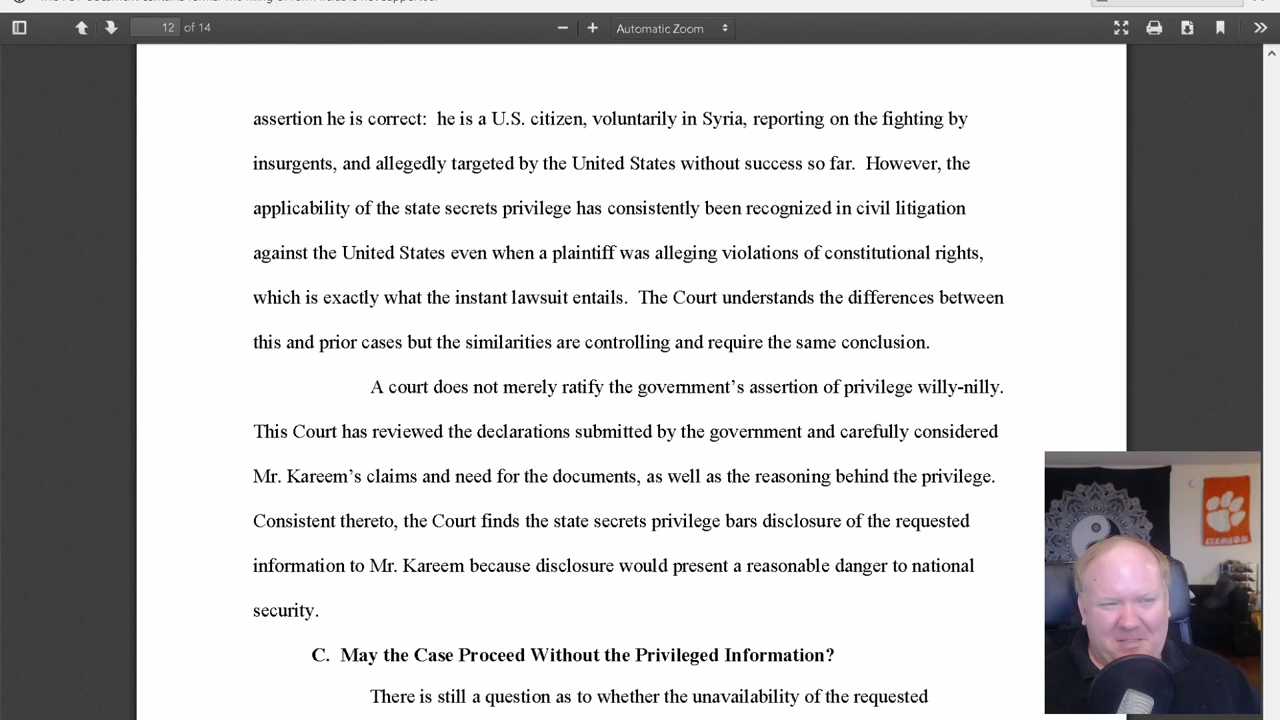 12 of 14
Automatic Zoom
assertion he is correct:  he is a U.S. citizen, voluntarily in Syria, reporting on the fighting by
insurgents, and allegedly targeted by the United States without success so far.  However, the
applicability of the state secrets privilege has consistently been recognized in civil litigation
against the United States even when a plaintiff was alleging violations of constitutional rights,
which is exactly what the instant lawsuit entails.  The Court understands the differences between
this and prior cases but the similarities are controlling and require the same conclusion.
A court does not merely ratify the government’s assertion of privilege willy-nilly.
This Court has reviewed the declarations submitted by the government and carefully considered
Mr. Kareem’s claims and need for the documents, as well as the reasoning behind the privilege.
Consistent thereto, the Court finds the state secrets privilege bars disclosure of the requested
information to Mr. Kareem because disclosure would present a reasonable danger to national
security.
C.  May the Case Proceed Without the Privileged Information?
There is still a question as to whether the unavailability of the requested
CLEMSON